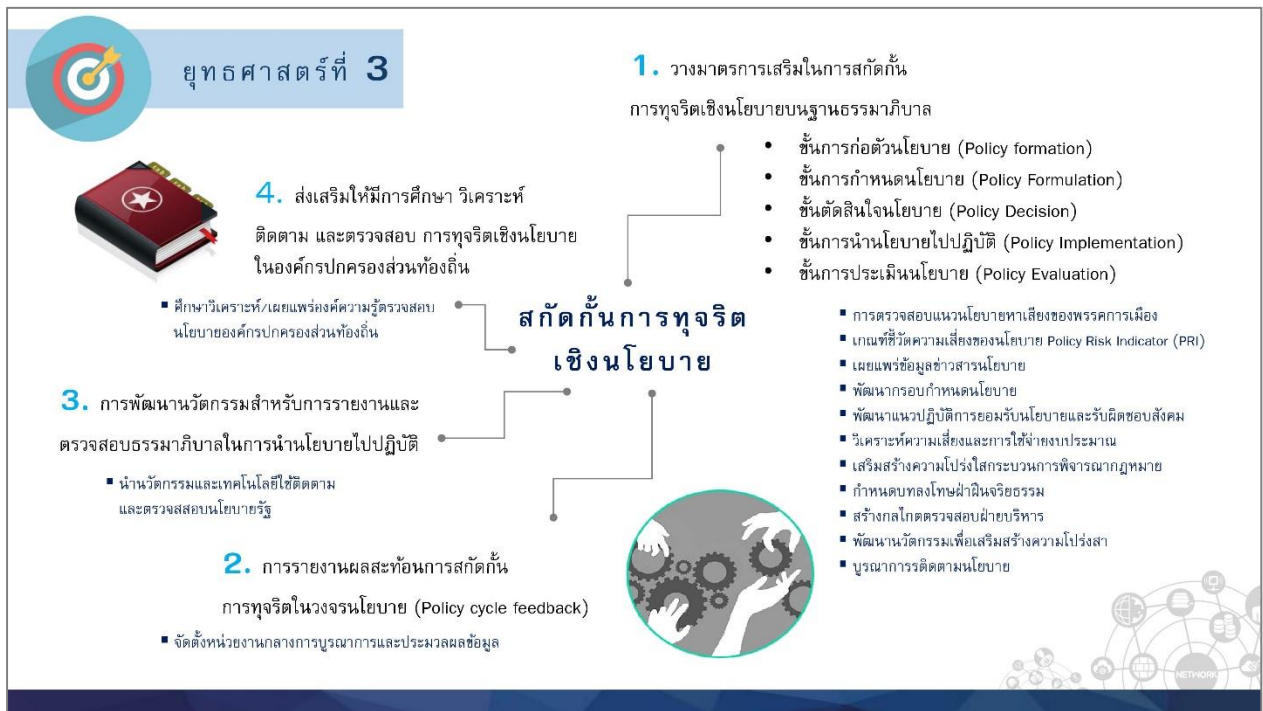 ยุทธศาสตร์ที่ 3
1. วางมาตรการเสริมในการสกัดกั้น
การทุจริตเชิงนโยบายบนฐานธรรมาภิบาล
• ขั้นการก่อตัวนโยบาย (Policy formation)
• ขั้นการกำหนดนโยบาย (Policy Formulation)
• ขั้นตัดสินใจนโยบาย (Policy Decision)
• ขั้นการนำนโยบายไปปฏิบัติ (Policy Implementation)
• ขั้นการประเมินนโยบาย (Policy Evaluation)
▪ การตรวจสอบแนวนโยบายหาเสียงของพรรคการเมือง
▪ เกณฑ์ชี้วัดความเสี่ยงของนโยบาย Policy Risk Indicator (PRI)
▪ เผยแพร่ข้อมูลข่าวสารนโยบาย
▪ พัฒนากรอบกำหนดนโยบาย
▪ พัฒนาแนวปฏิบัติการยอมรับนโยบายและรับผิดชอบสังคม
▪ วิเคราะห์ความเสี่ยงและการใช้จ่ายงบประมาณ
▪ เสริมสร้างความโปร่งใสกระบวนการพิจารณากฎหมาย
▪ กำหนดบทลงโทษฝ่าฝืนจริยธรรม
▪ สร้างกลไกตตรวจสอบฝ่ายบริหาร
▪ พัฒนานวัตกรรมเพื่อเสริมสร้างความโปร่งสา
▪ บูรณาการรติดตามนโยบาย
สกัดกั้นการทุจริต
เชิงนโยบาย
4. ส่งเสริมให้มีการศึกษา วิเคราะห์
ติดตาม และตรวจสอบ การทุจริตเชิงนโยบาย
ในองค์กรปกครองส่วนท้องถิ่น
▪ ศึกษาวิเคราะห์/เผยแพร่องค์ความรู้ตรวจสอบ
นโยบายองค์กรปกครองส่วนท้องถิ่น
3. การพัฒนานวัตกรรมสำหรับการรายงานและ
ตรวจสอบธรรมาภิบาลในการนำนโยบายไปปฏิบัติ
▪ นำนวัตกรรมและเทคโนโลยีใช้ติดตาม
และตรวจสสอบนโยบายรัฐ
2. การรายงานผลสะท้อนการสกัดกั้น
การทุจริตในวงจรนโยบาย (Policy cycle feedback)
▪ จัดตั้งหน่วยงานกลางการบูรณาการและประมวลผลข้อมูล
NETWORK